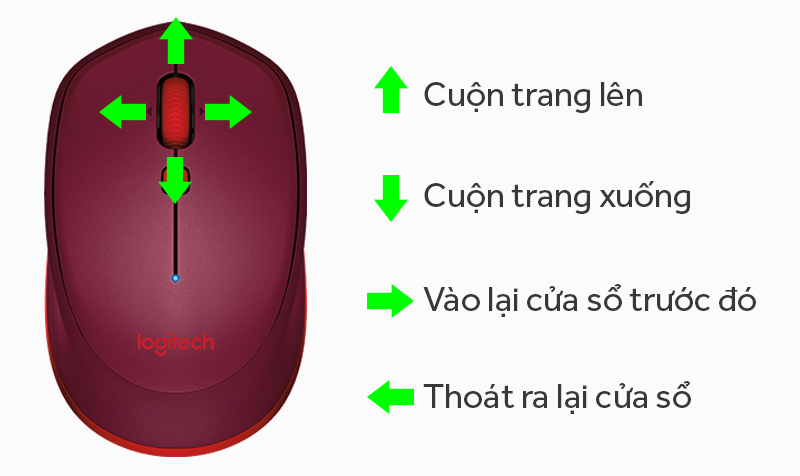 Cuộn trang lên
Cuộn trang xuống
Vào lại cửa sổ trước đó
Thoát ra lại cửa sổ
logitech